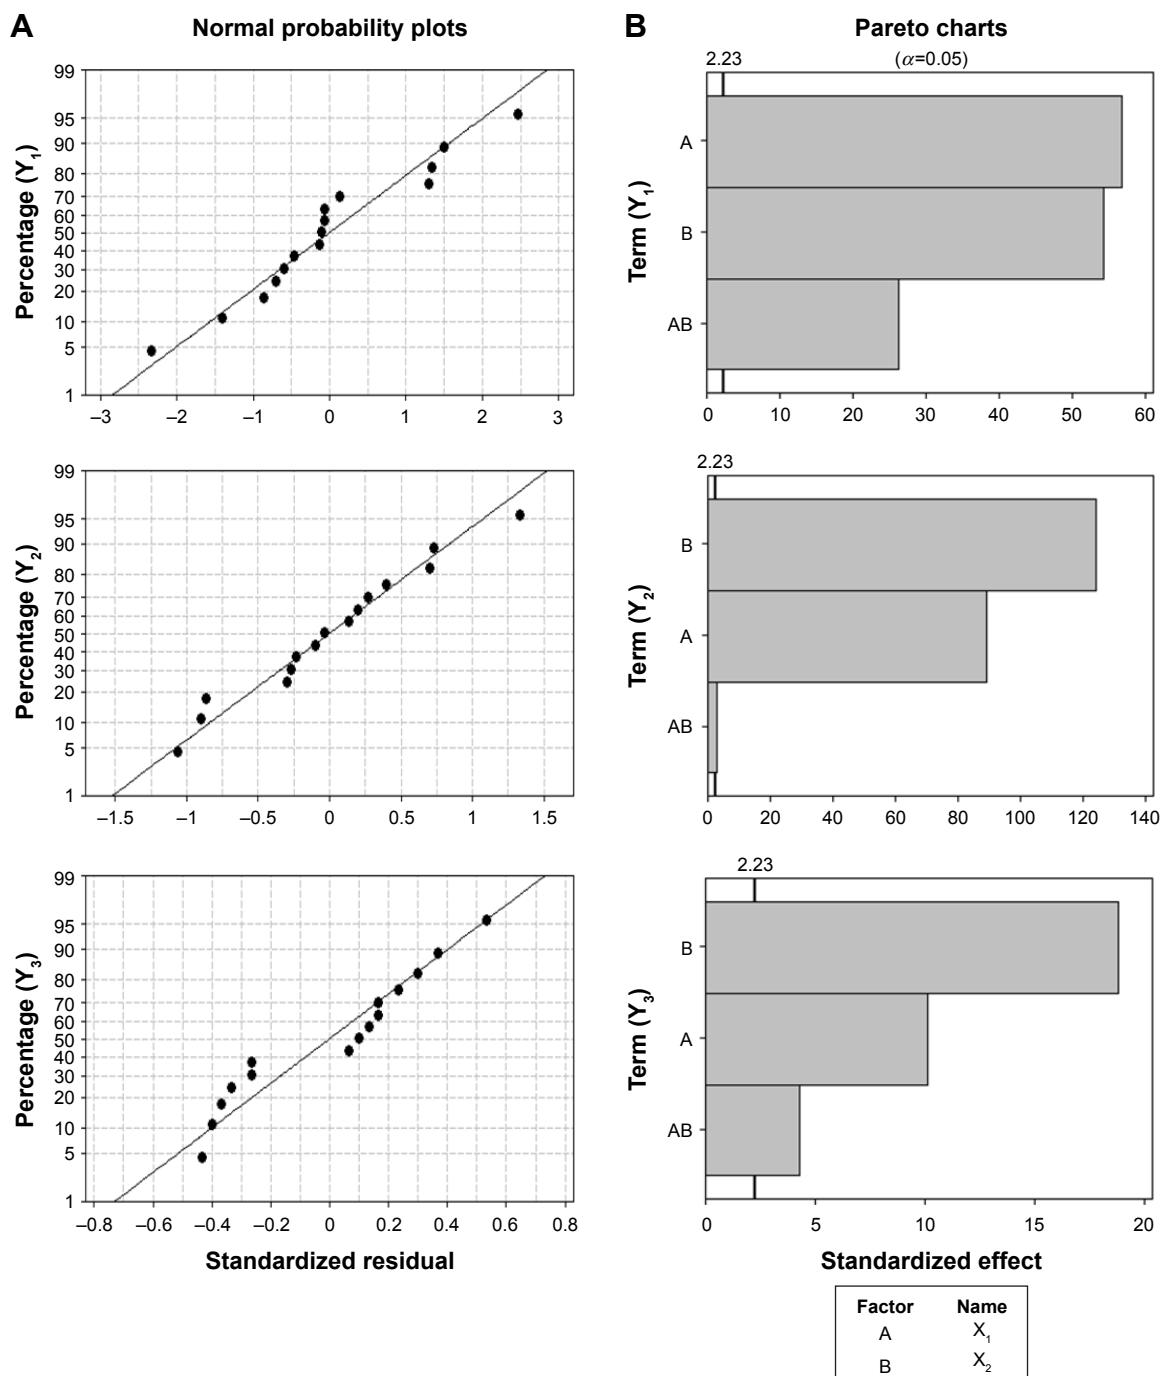 A
Normal probability plots
Percentage (Y₁)
99
95
90
80
70
60
50
40
30
20
10
5
1
–3 –2 –1 0 1 2 3
Percentage (Y₂)
99
95
90
80
70
60
50
40
30
20
10
5
1
–1.5 –1 –0.5 0 0.5 1 1.5
Percentage (Y₃)
99
95
90
80
70
60
50
40
30
20
10
5
1
–0.8 –0.6 –0.4 –0.2 0 0.2 0.4 0.6 0.8
Standardized residual
B
Pareto charts
(α=0.05)
2.23
Term (Y₁)
A
B
AB
0 10 20 30 40 50 60
2.23
Term (Y₂)
B
A
AB
0 20 40 60 80 100 120 140
2.23
Term (Y₃)
B
A
AB
0 5 10 15 20
Standardized effect
Factor Name
A X₁
B X₂